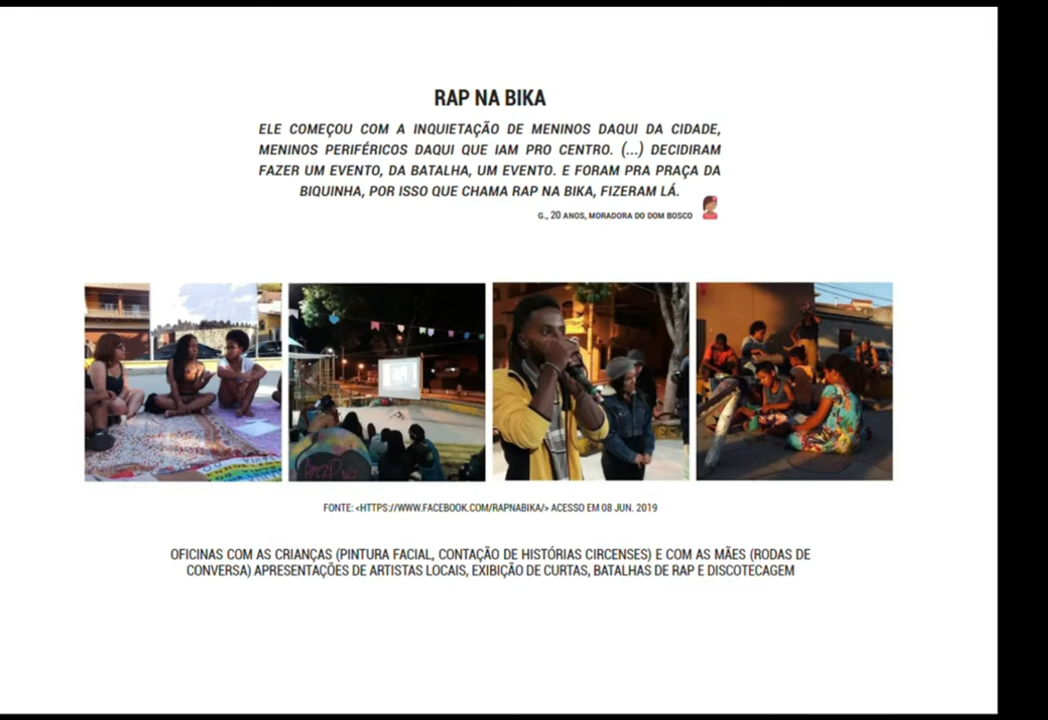 RAP NA BIKA
ELE COMEÇOU COM A INQUIETAÇÃO DE MENINOS DAQUI DA CIDADE,
MENINOS PERIFÉRICOS DAQUI QUE IAM PRO CENTRO. (...) DECIDIRAM
FAZER UM EVENTO, DA BATALHA, UM EVENTO. E FORAM PRA PRAÇA DA
BIQUINHA, POR ISSO QUE CHAMA RAP NA BIKA, FIZERAM LÁ.
G., 20 ANOS, MORADORA DO DOM BOSCO
FONTE: <HTTPS://WWW.FACEBOOK.COM/RAPNABIKA/> ACESSO EM 08 JUN. 2019
OFICINAS COM AS CRIANÇAS (PINTURA FACIAL, CONTAÇÃO DE HISTÓRIAS CIRCENSES) E COM AS MÃES (RODAS DE
CONVERSA) APRESENTAÇÕES DE ARTISTAS LOCAIS, EXIBIÇÃO DE CURTAS, BATALHAS DE RAP E DISCOTECAGEM